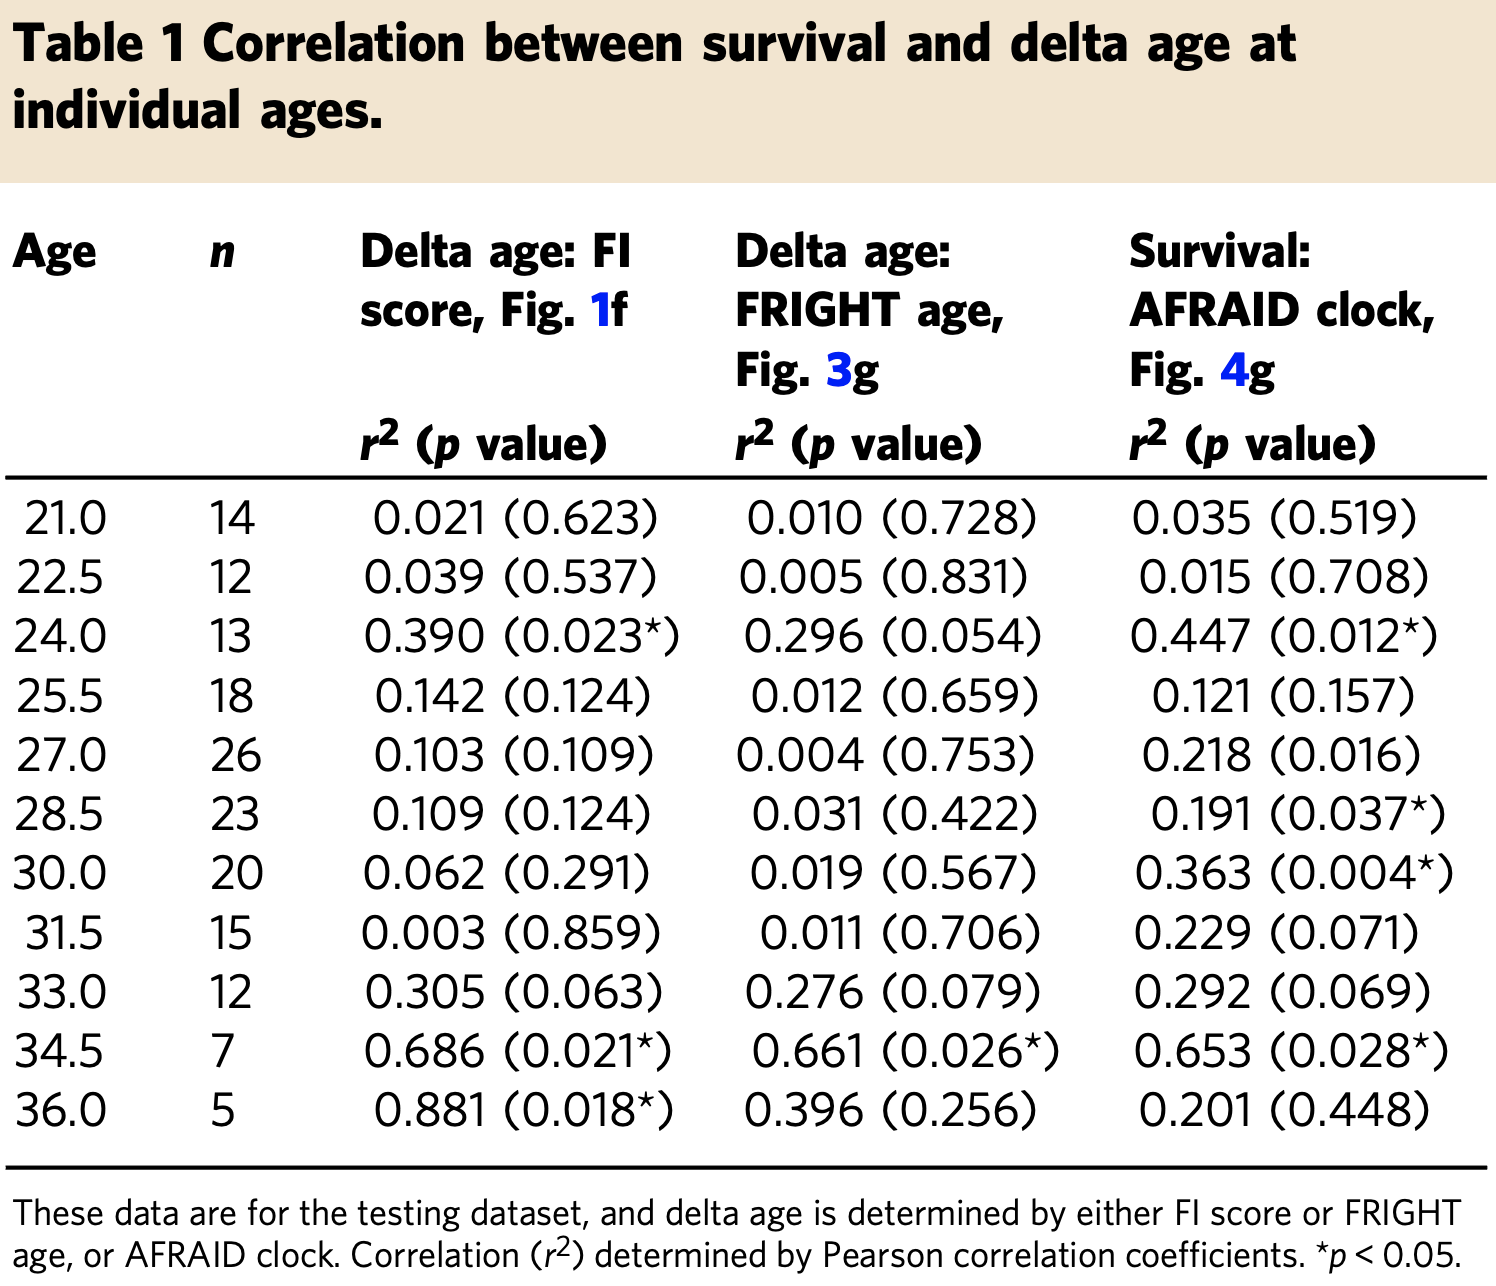 Table 1 Correlation between survival and delta age at
individual ages.
Age n Delta age: FI score, Fig. 1f Delta age: FRIGHT age, Fig. 3g Survival: AFRAID clock, Fig. 4g
r² (p value) r² (p value) r² (p value)
21.0 14 0.021 (0.623) 0.010 (0.728) 0.035 (0.519)
22.5 12 0.039 (0.537) 0.005 (0.831) 0.015 (0.708)
24.0 13 0.390 (0.023*) 0.296 (0.054) 0.447 (0.012*)
25.5 18 0.142 (0.124) 0.012 (0.659) 0.121 (0.157)
27.0 26 0.103 (0.109) 0.004 (0.753) 0.218 (0.016)
28.5 23 0.109 (0.124) 0.031 (0.422) 0.191 (0.037*)
30.0 20 0.062 (0.291) 0.019 (0.567) 0.363 (0.004*)
31.5 15 0.003 (0.859) 0.011 (0.706) 0.229 (0.071)
33.0 12 0.305 (0.063) 0.276 (0.079) 0.292 (0.069)
34.5 7 0.686 (0.021*) 0.661 (0.026*) 0.653 (0.028*)
36.0 5 0.881 (0.018*) 0.396 (0.256) 0.201 (0.448)
These data are for the testing dataset, and delta age is determined by either FI score or FRIGHT
age, or AFRAID clock. Correlation (r²) determined by Pearson correlation coefficients. *p < 0.05.